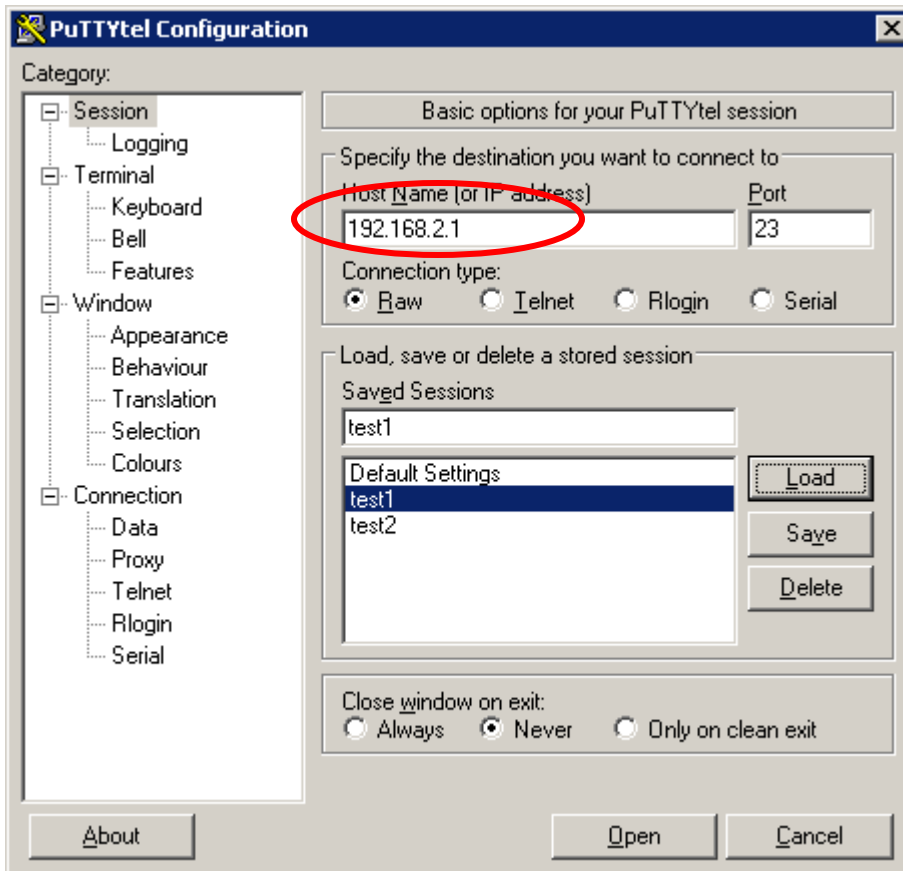 PuTTYtel Configuration
Category:
Session
Logging
Terminal
Keyboard
Bell
Features
Window
Appearance
Behaviour
Translation
Selection
Colours
Connection
Data
Proxy
Telnet
Rlogin
Serial
Basic options for your PuTTYtel session
Specify the destination you want to connect to
Host Name (or IP address) Port
192.168.2.1 23
Connection type:
Raw Telnet Rlogin Serial
Load, save or delete a stored session
Saved Sessions
test1
Default Settings
test1
test2
Load
Save
Delete
Close window on exit:
Always Never Only on clean exit
About Open Cancel